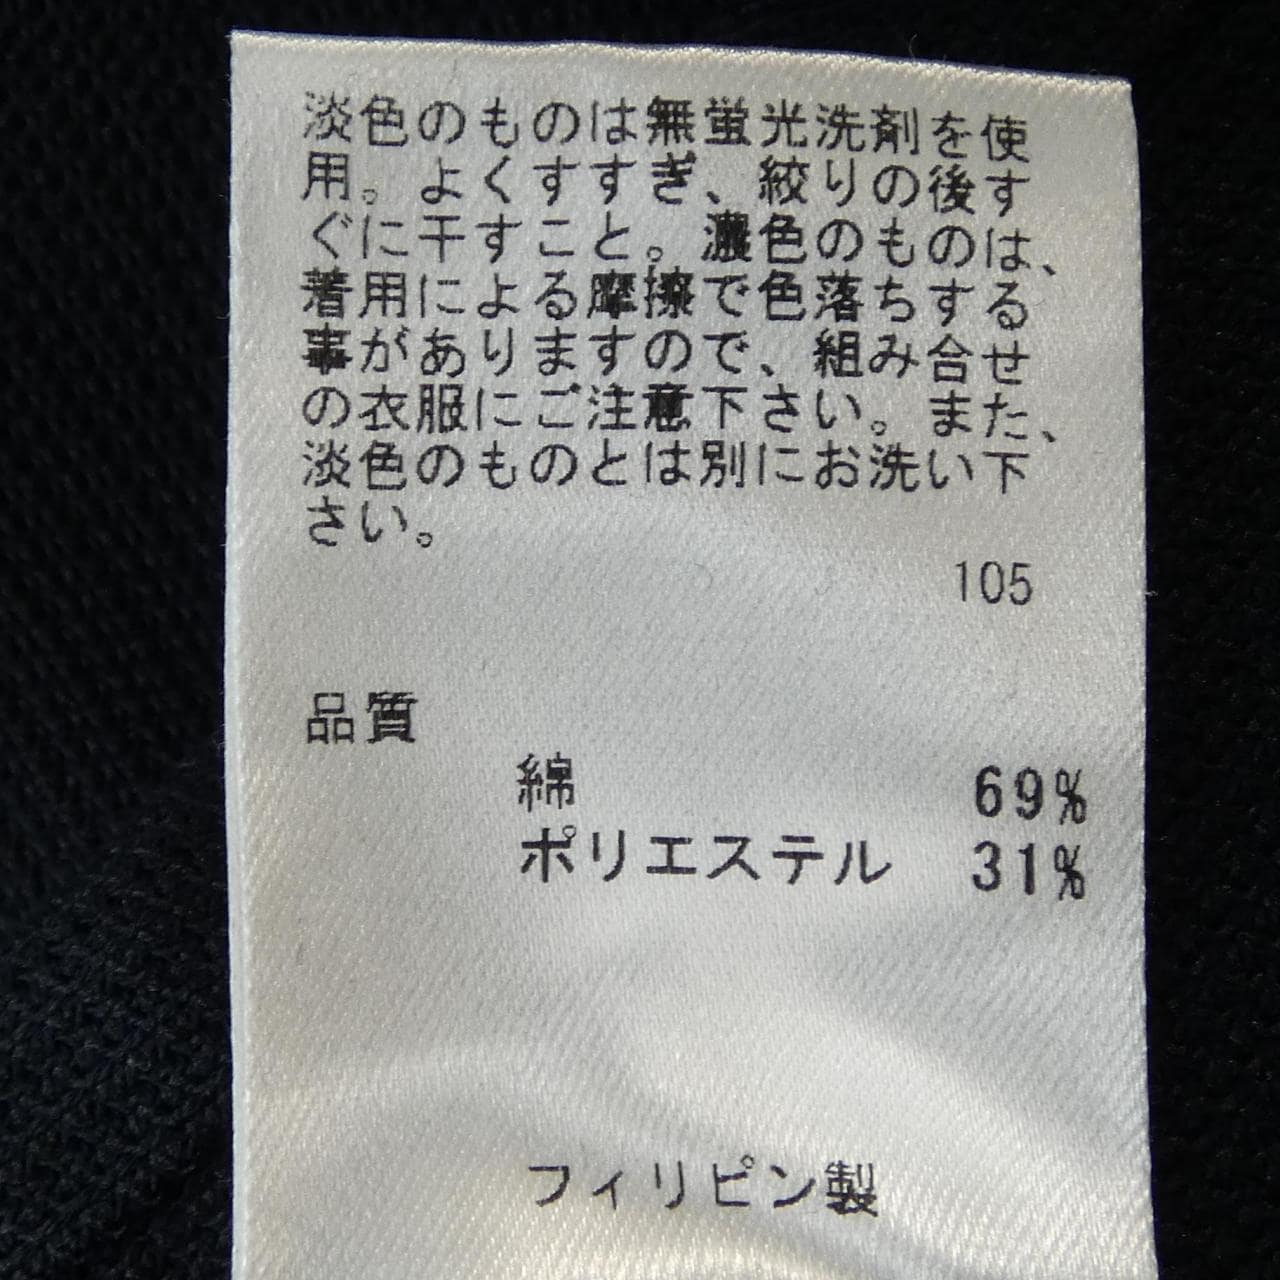 淡色のものは無蛍光洗剤を使
用。よくすすぎ、絞りの後す
ぐに干すこと。濃色のものは、
着用による摩擦で色落ちする
事がありますので、組み合せ
の衣服にご注意下さい。また、
淡色のものとは別にお洗い下
さい。
105
品質
綿 69%
ポリエステル 31%
フィリピン製